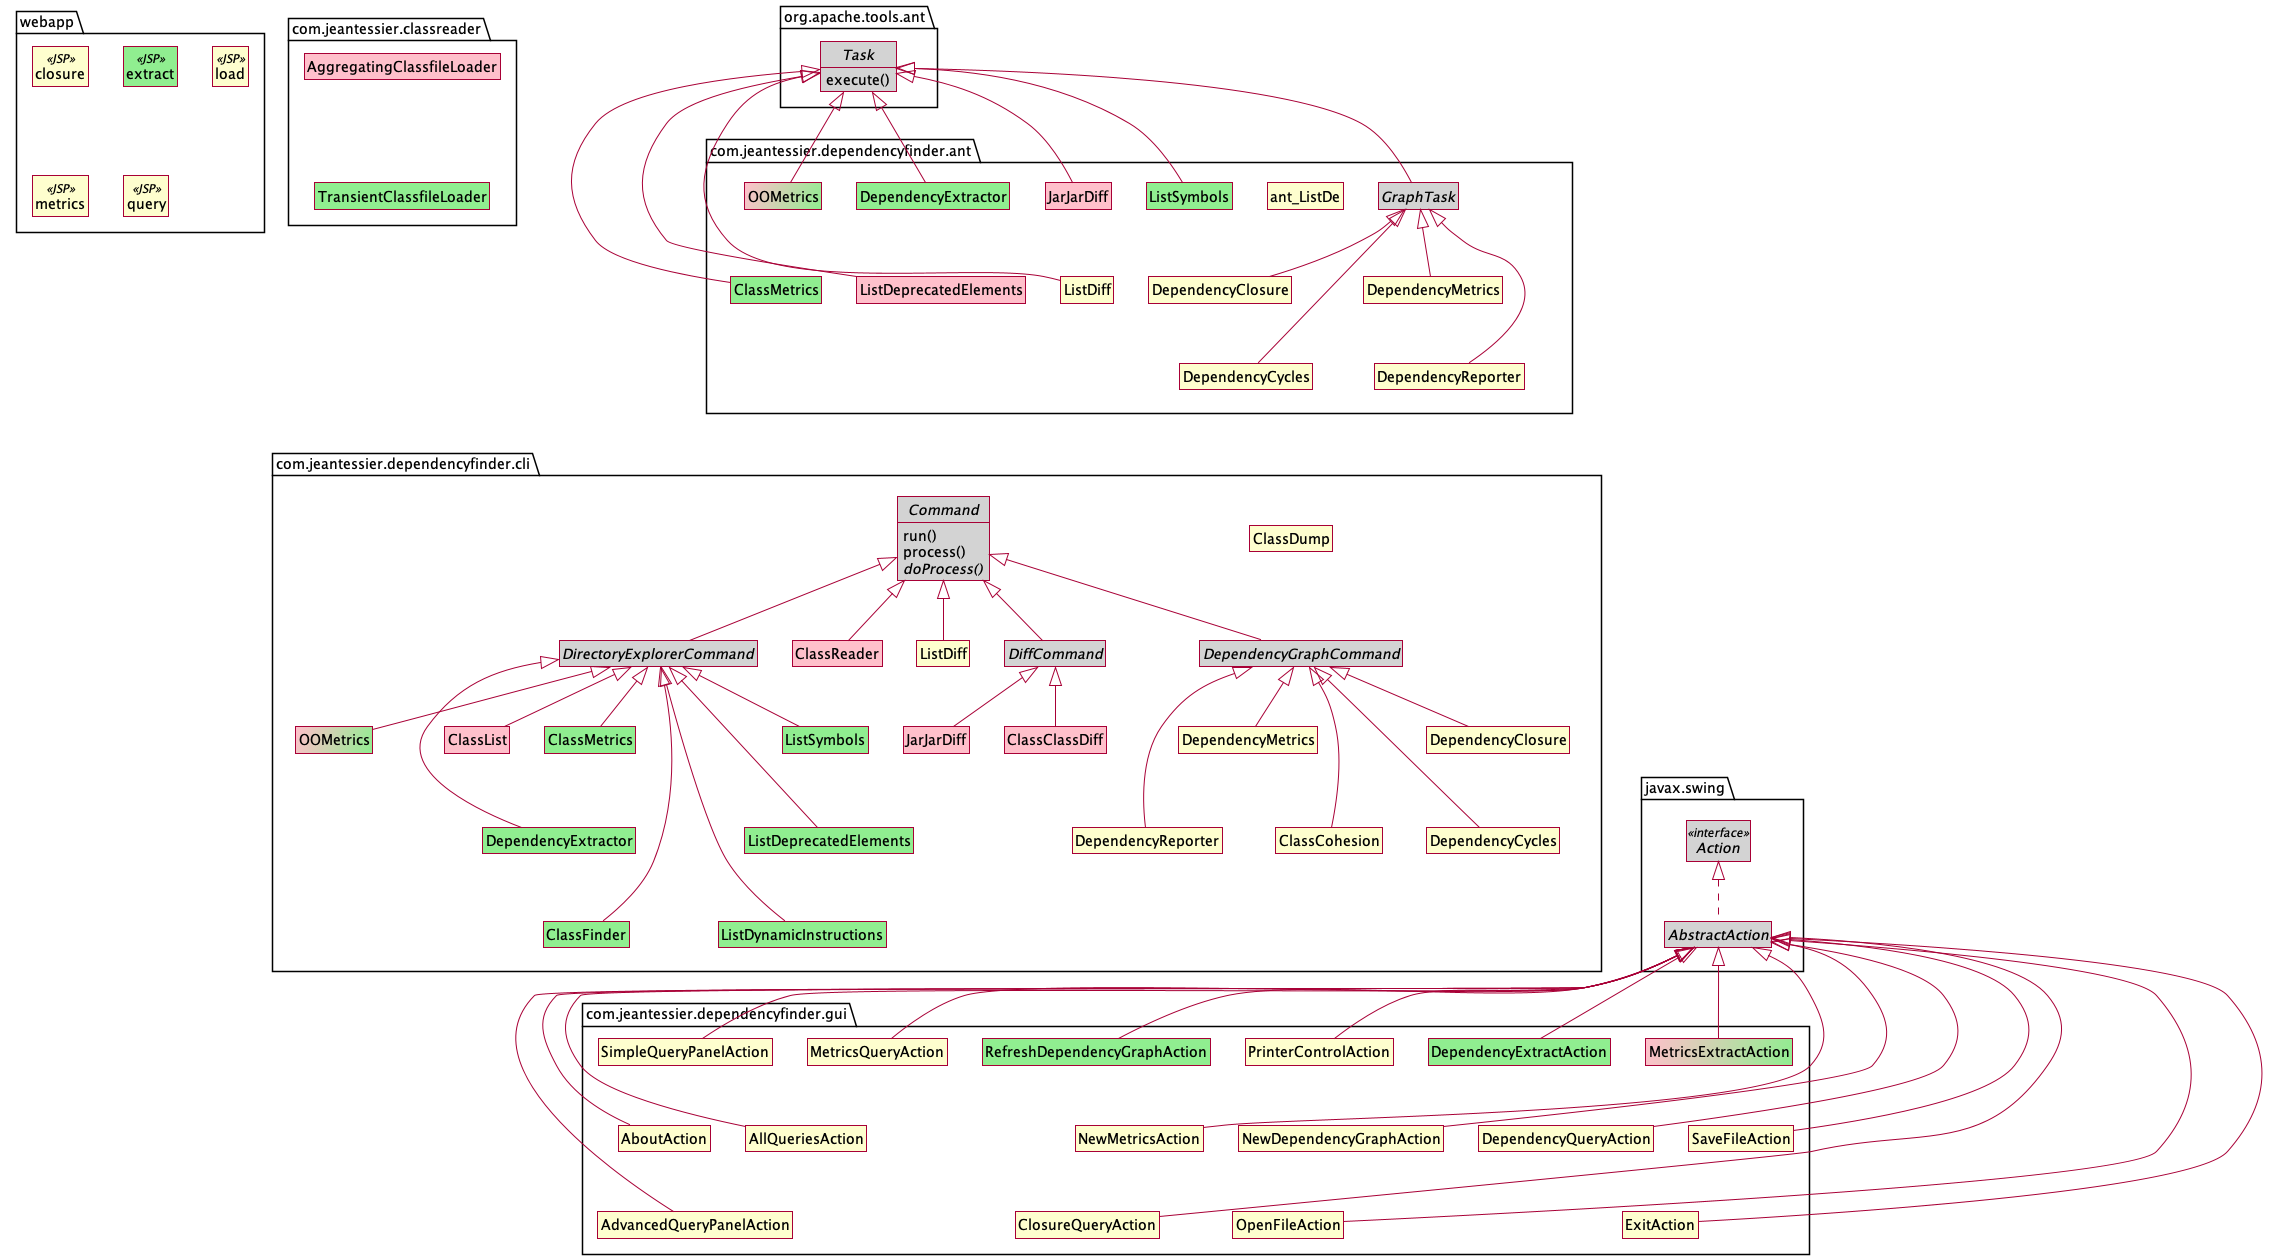 webapp
«JSP»
closure
«JSP»
extract
«JSP»
load
«JSP»
metrics
«JSP»
query
com.jeantessier.classreader
AggregatingClassfileLoader
TransientClassfileLoader
org.apache.tools.ant
Task
execute()
com.jeantessier.dependencyfinder.ant
OOMetrics
DependencyExtractor
JarJarDiff
ListSymbols
ant_ListDe
GraphTask
ClassMetrics
ListDeprecatedElements
ListDiff
DependencyClosure
DependencyMetrics
DependencyCycles
DependencyReporter
com.jeantessier.dependencyfinder.cli
Command
run()
process()
doProcess()
ClassDump
DirectoryExplorerCommand
ClassReader
ListDiff
DiffCommand
DependencyGraphCommand
OOMetrics
ClassList
ClassMetrics
ListSymbols
JarJarDiff
ClassClassDiff
DependencyMetrics
DependencyClosure
DependencyExtractor
ListDeprecatedElements
DependencyReporter
ClassCohesion
DependencyCycles
ClassFinder
ListDynamicInstructions
javax.swing
«interface»
Action
AbstractAction
com.jeantessier.dependencyfinder.gui
SimpleQueryPanelAction
MetricsQueryAction
RefreshDependencyGraphAction
PrinterControlAction
DependencyExtractAction
MetricsExtractAction
AboutAction
AllQueriesAction
NewMetricsAction
NewDependencyGraphAction
DependencyQueryAction
SaveFileAction
AdvancedQueryPanelAction
ClosureQueryAction
OpenFileAction
ExitAction